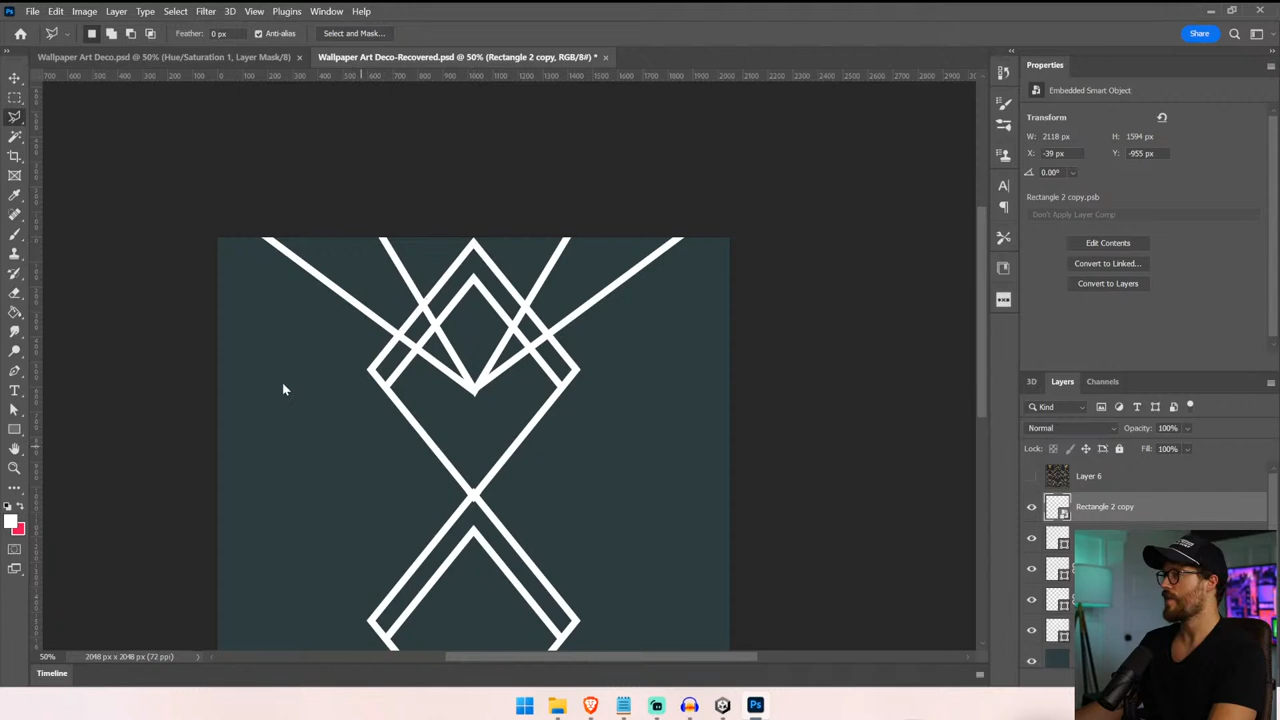 File Edit Image Layer Type Select Filter 3D View Plugins Window Help
Feather: 0 px Anti-alias Select and Mask... Share
Wallpaper Art Deco.psd @ 50% (Hue/Saturation 1, Layer Mask/8) × Wallpaper Art Deco-Recovered.psd @ 50% (Rectangle 2 copy, RGB/8#) * ×
Properties
Embedded Smart Object
Transform
W: 2118 px H: 1594 px
X: -39 px Y: -955 px
0.00°
Rectangle 2 copy.psb
Don't Apply Layer Comp
Edit Contents
Convert to Linked...
Convert to Layers
3D Layers Channels
Kind
Normal Opacity: 100%
Lock: Fill: 100%
Layer 6
Rectangle 2 copy
50% 2048 px x 2048 px (72 ppi)
Timeline